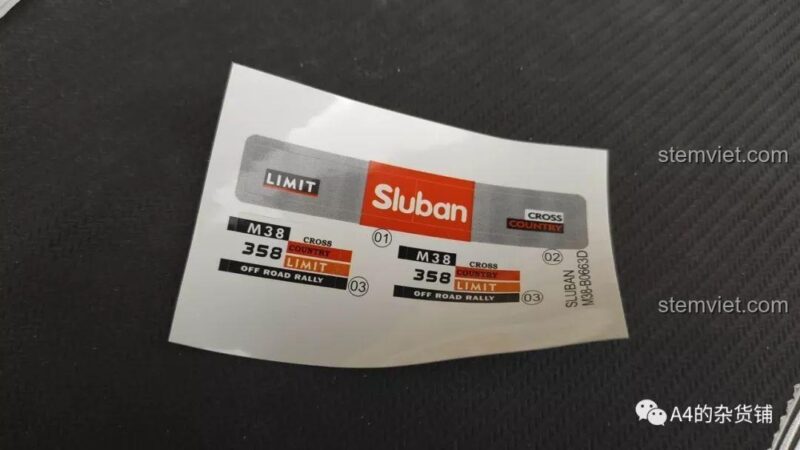 stemviet.com
LIMIT
Sluban
CROSS
COUNTRY
01
02
M38
358
CROSS
COUNTRY
LIMIT
OFF ROAD RALLY
03
M38
358
CROSS
COUNTRY
LIMIT
OFF ROAD RALLY
03
SLUBAN
M38-B0663D
stemviet.com
A4的杂货铺